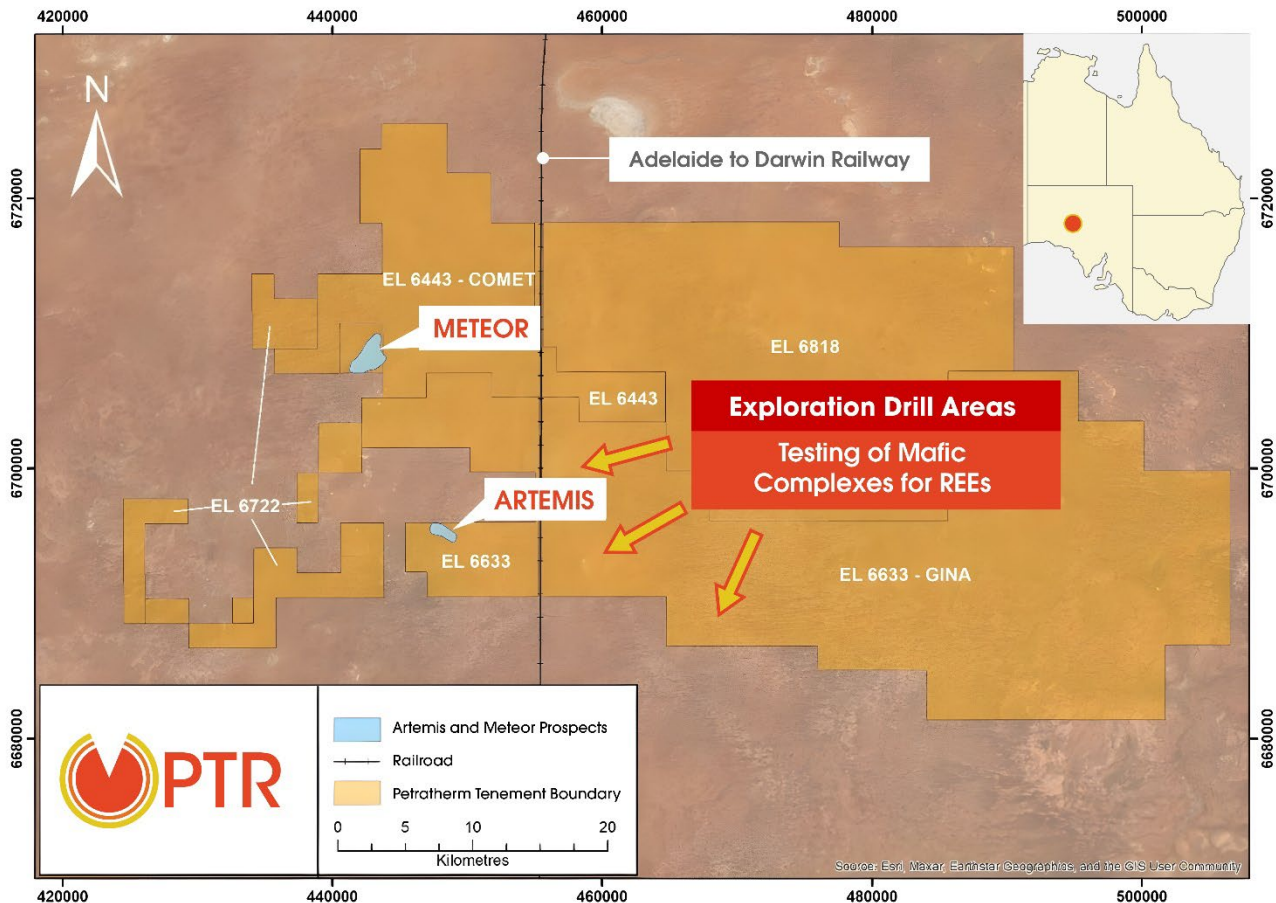 420000
440000
460000
480000
500000
N
Adelaide to Darwin Railway
6720000
6720000
EL 6443 - COMET
METEOR
EL 6818
EL 6443
Exploration Drill Areas
Testing of Mafic
Complexes for REEs
6700000
6700000
EL 6722
ARTEMIS
EL 6633
EL 6633 - GINA
6680000
6680000
PTR
Artemis and Meteor Prospects
Railroad
Petratherm Tenement Boundary
0 5 10 20
Kilometres
Source: Esri, Maxar, Earthstar Geographics, and the GIS User Community
420000
440000
460000
480000
500000